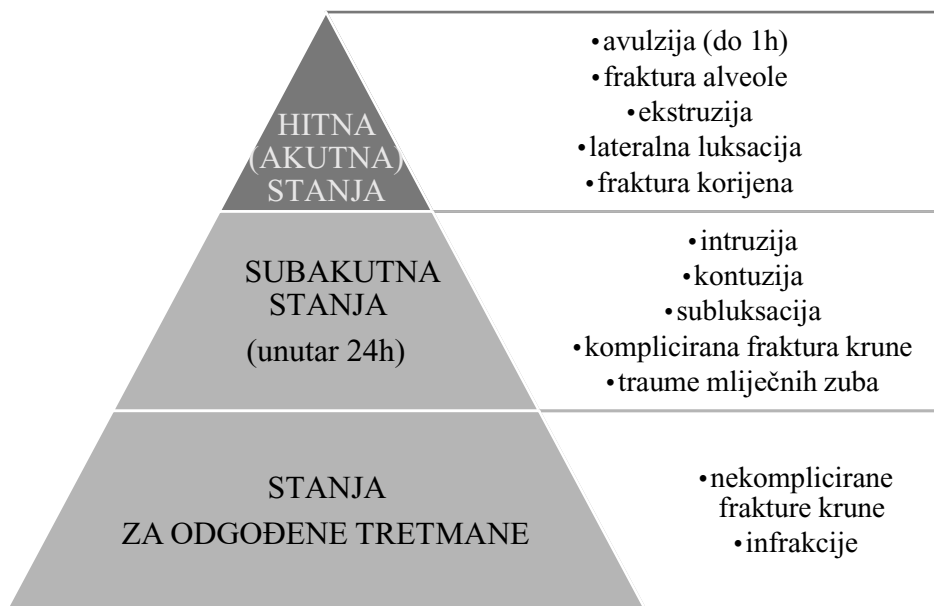 HITNA
(AKUTNA)
STANJA
•avulzija (do 1h)
•fraktura alveole
•ekstruzija
•lateralna luksacija
•fraktura korijena
SUBAKUTNA
STANJA
(unutar 24h)
•intruzija
•kontuzija
•subluksacija
•komplicirana fraktura krune
•traume mliječnih zuba
STANJA
ZA ODGOĐENE TRETMANE
•nekomplicirane
frakture krune
•infrakcije